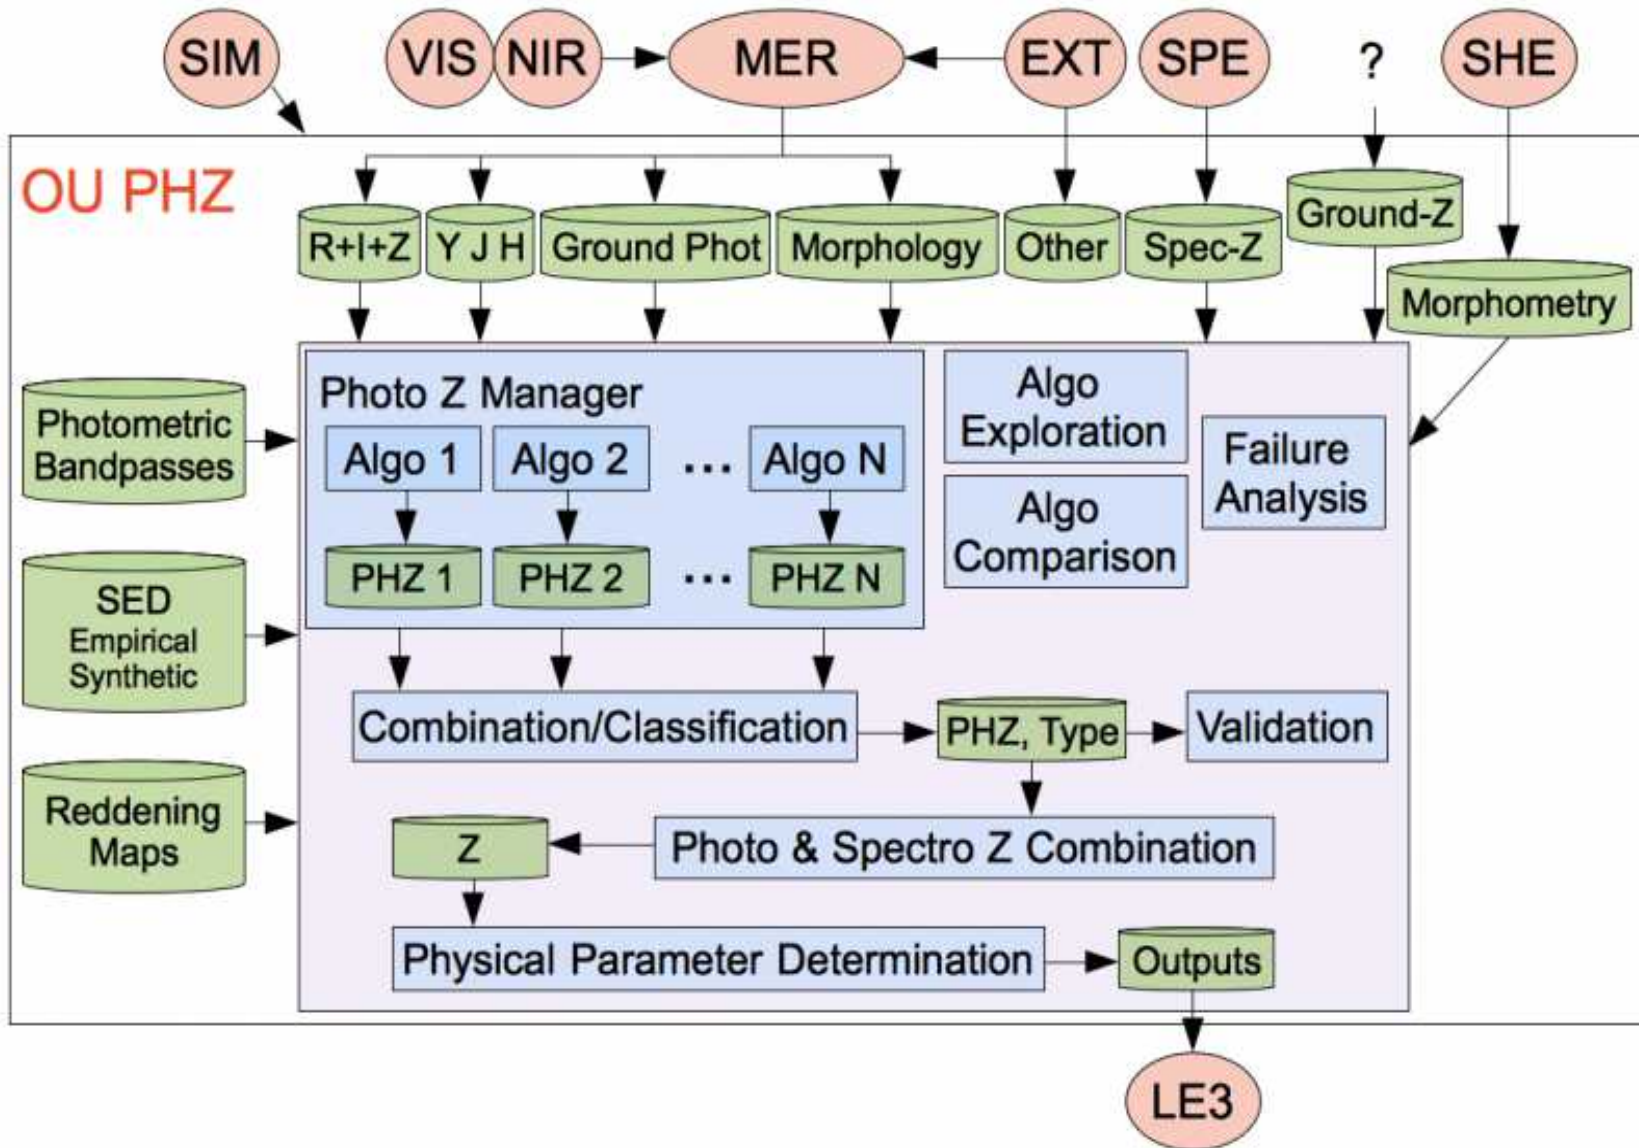 SIM
VIS
NIR
MER
EXT
SPE
?
SHE
OU PHZ
R+I+Z
Y J H
Ground Phot
Morphology
Other
Spec-Z
Ground-Z
Morphometry
Photometric
Bandpasses
SED
Empirical
Synthetic
Reddening
Maps
Photo Z Manager
Algo 1
Algo 2
...
Algo N
PHZ 1
PHZ 2
...
PHZ N
Algo
Exploration
Algo
Comparison
Failure
Analysis
Combination/Classification
PHZ, Type
Validation
Photo & Spectro Z Combination
Z
Physical Parameter Determination
Outputs
LE3